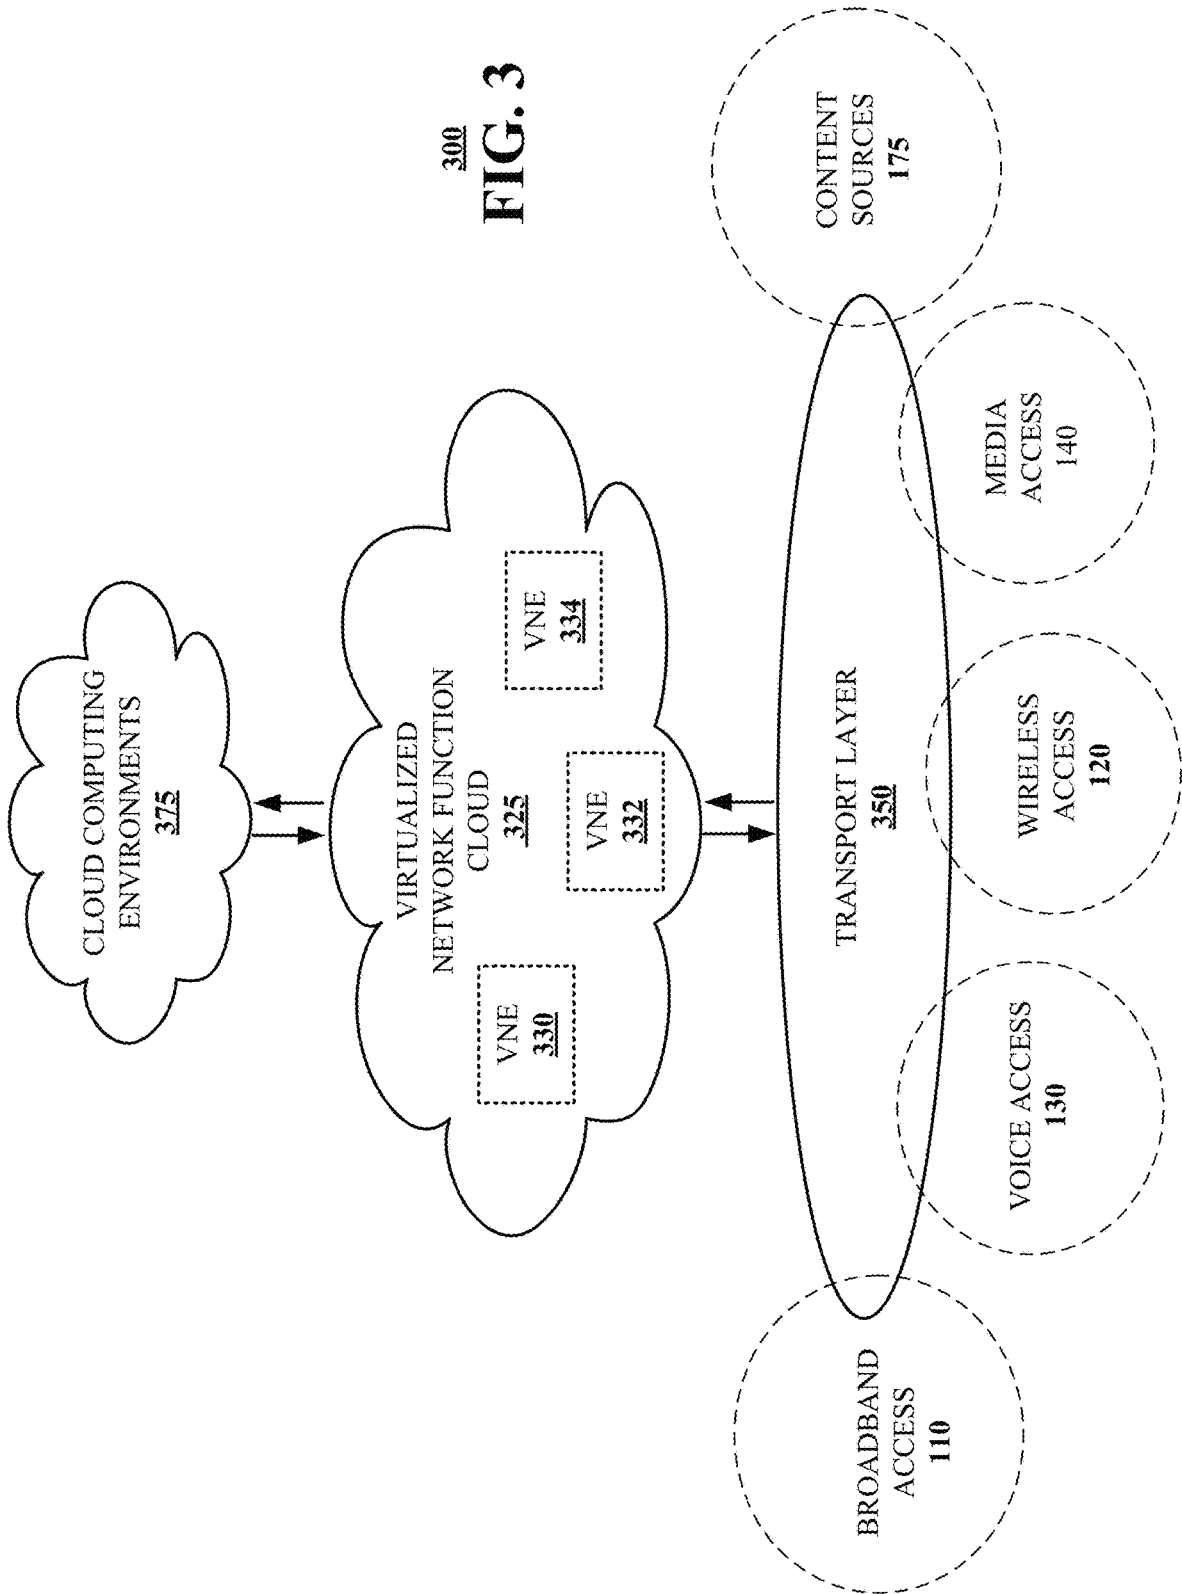 CLOUD COMPUTING
ENVIRONMENTS
375
VIRTUALIZED
NETWORK FUNCTION
CLOUD
325
VNE
330
VNE
332
VNE
334
300
FIG. 3
TRANSPORT LAYER
350
BROADBAND
ACCESS
110
VOICE ACCESS
130
WIRELESS
ACCESS
120
MEDIA
ACCESS
140
CONTENT
SOURCES
175